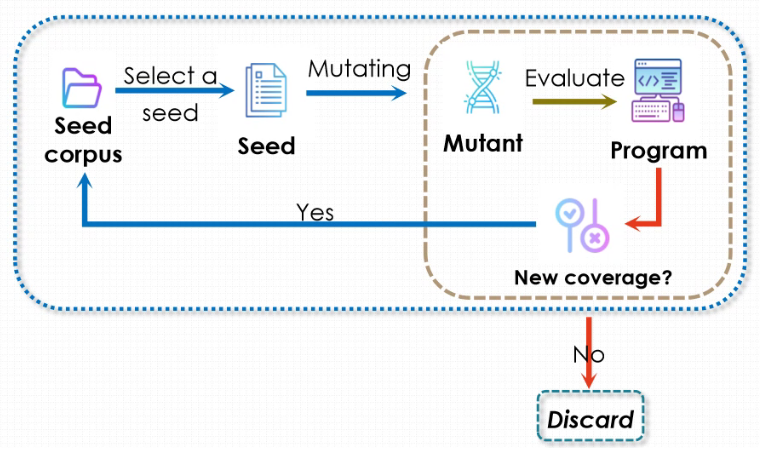 Select a
seed
Mutating
Evaluate
Seed
corpus
Seed
Mutant
Program
Yes
New coverage?
No
Discard